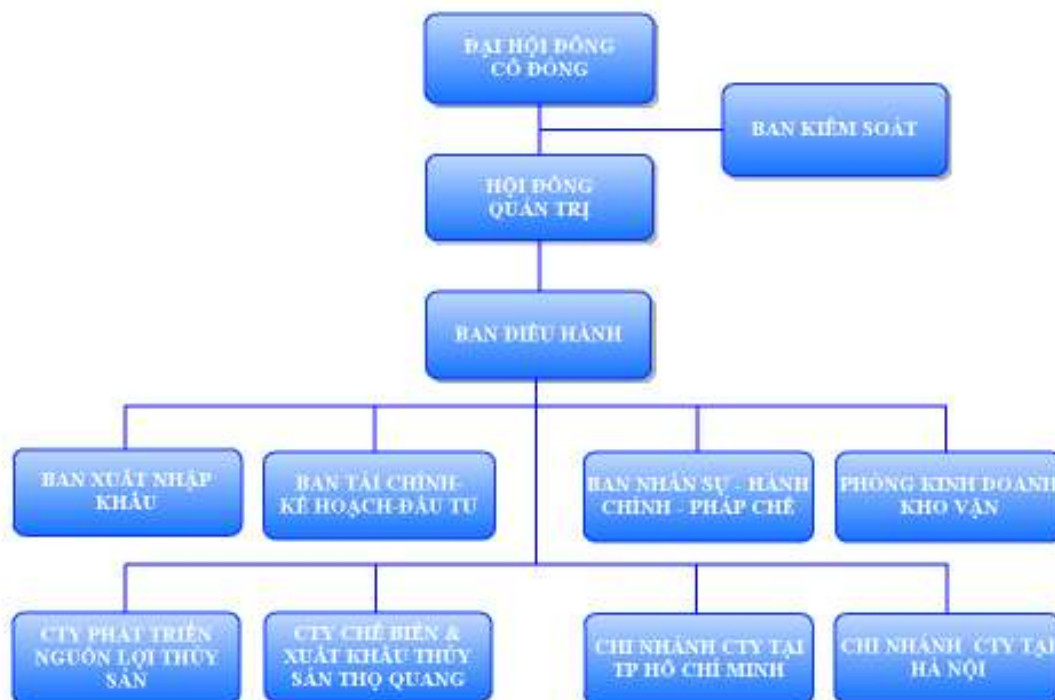 ĐẠI HỘI ĐỒNG
CỔ ĐÔNG
BAN KIỂM SOÁT
HỘI ĐỒNG
QUẢN TRỊ
BAN ĐIỀU HÀNH
BAN XUẤT NHẬP
KHẨU
BAN TÀI CHÍNH-
KẾ HOẠCH-ĐẦU TƯ
BAN NHÂN SỰ - HÀNH
CHÍNH - PHÁP CHẾ
PHÒNG KINH DOANH
KHO VẬN
CTY PHÁT TRIỂN
NGUỒN LỢI THỦY
SẢN
CTY CHẾ BIẾN &
XUẤT KHẨU THỦY
SẢN THỌ QUANG
CHI NHÁNH CTY TẠI
TP HỒ CHÍ MINH
CHI NHÁNH CTY TẠI
HÀ NỘI